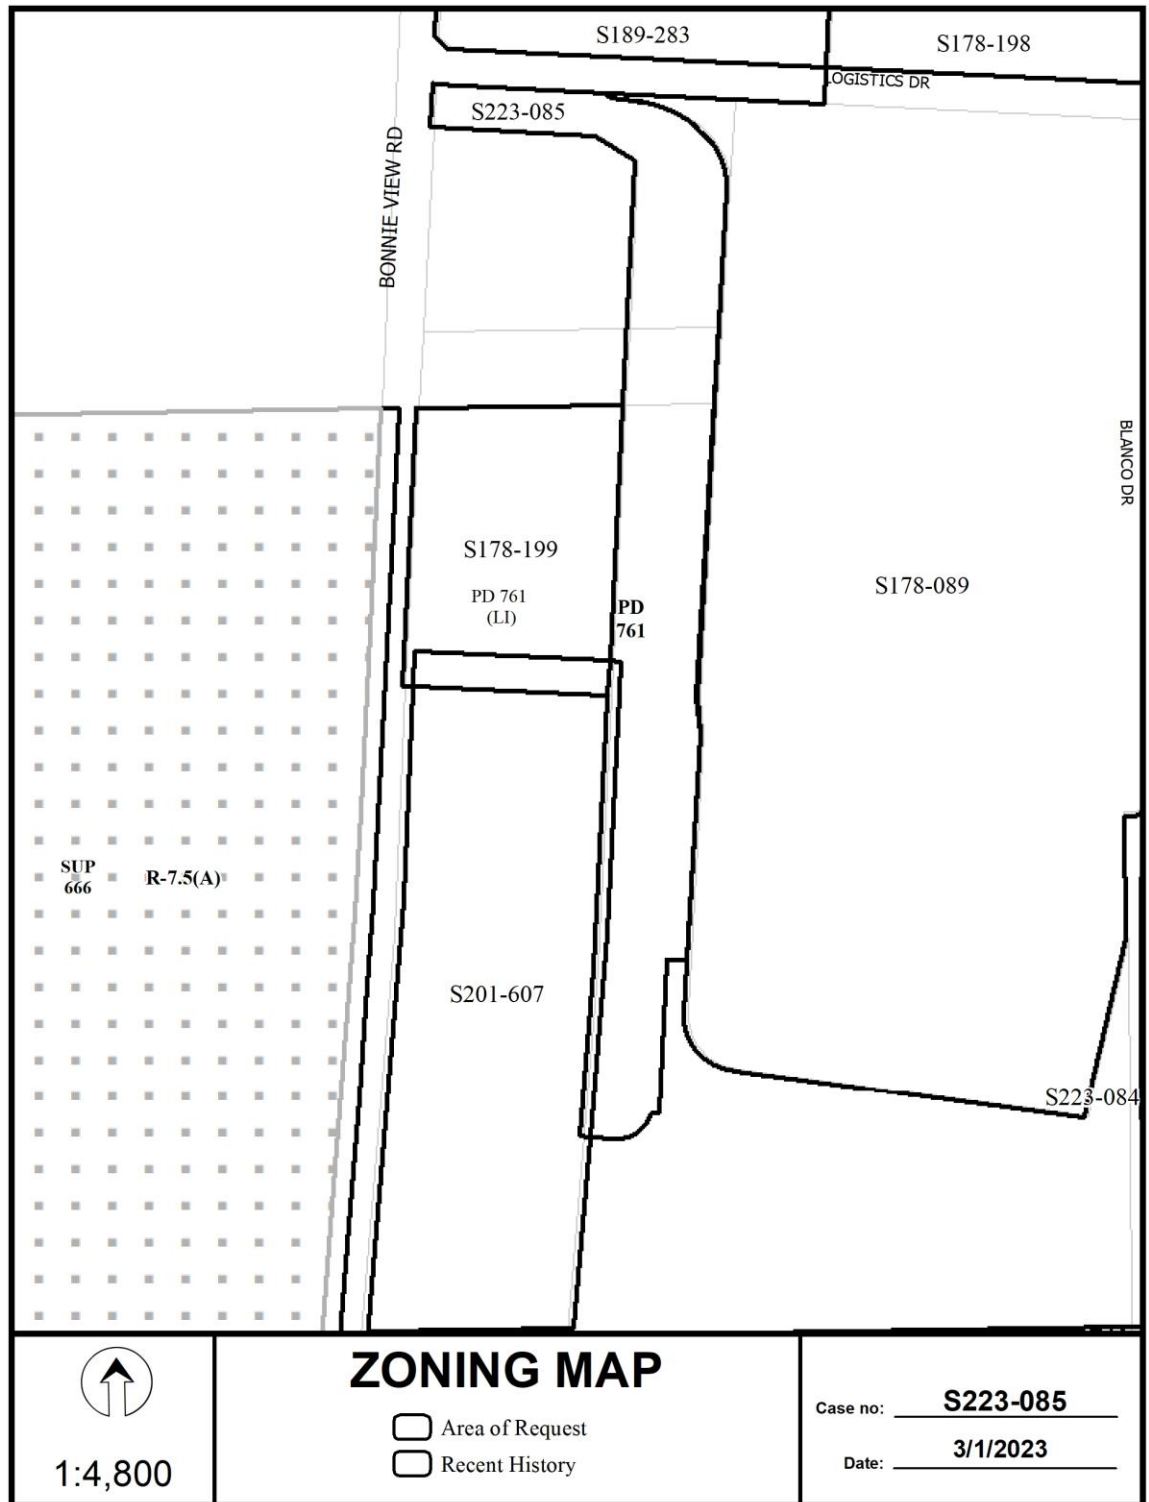 S189-283
S178-198
LOGISTICS DR
S223-085
BONNIE VIEW RD
BLANCO DR
S178-199
S178-089
PD 761
(LI)
PD
761
SUP
666
R-7.5(A)
S201-607
S223-084
ZONING MAP
Area of Request
Recent History
1:4,800
Case no: S223-085
Date: 3/1/2023